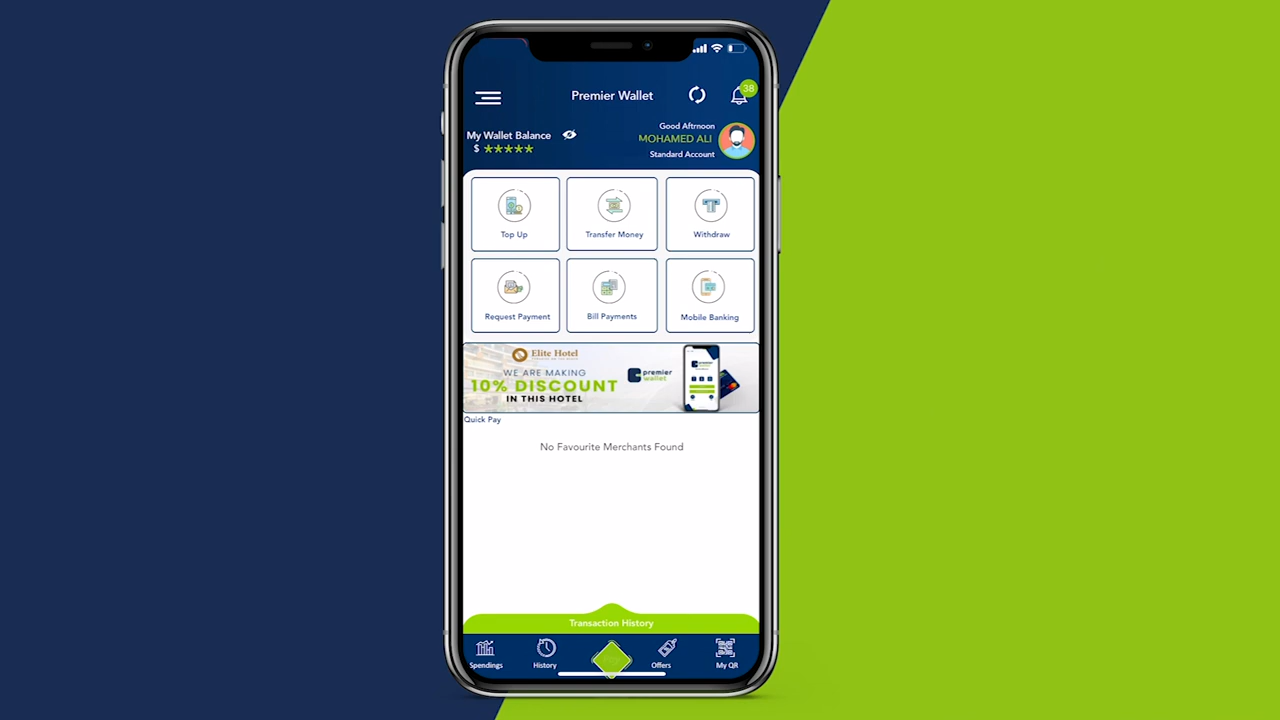 Premier Wallet
38
My Wallet Balance
$ *****
Good Aftrnoon
MOHAMED ALI
Standard Account
Top Up
Transfer Money
Withdraw
Request Payment
Bill Payments
Mobile Banking
Elite Hotel
WE ARE MAKING
10% DISCOUNT
IN THIS HOTEL
premier
wallet
Quick Pay
No Favourite Merchants Found
Transaction History
Spendings
History
Offers
My QR